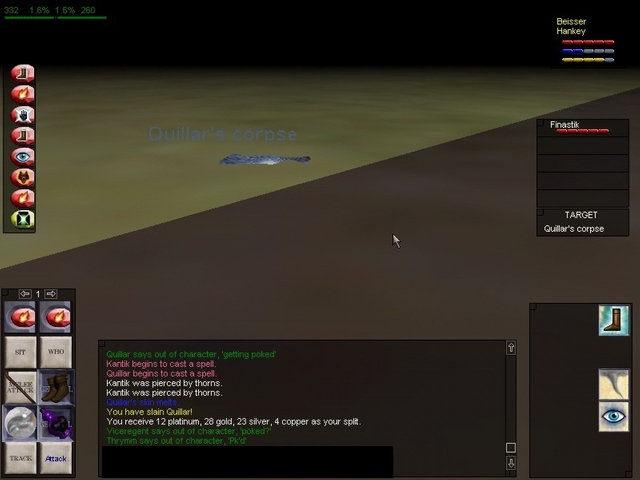 332 1.6% 1.6% 260
Beisser
Hankey
Quillar's corpse
Finastik
TARGET
Quillar's corpse
1
SIT WHO
MELEE ATTACK
TRACK Attack
Quillar says out of character, 'getting poked'
Kantik begins to cast a spell.
Quillar begins to cast a spell.
Kantik was pierced by thorns.
Kantik was pierced by thorns.
Quillar's skin melts.
You have slain Quillar!
You receive 12 platinum, 28 gold, 23 silver, 4 copper as your split.
Viceregent says out of character, 'poked?'
Thrymm says out of character, 'Pk'd'